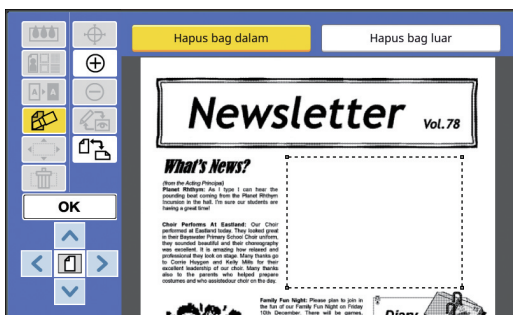 Hapus bag dalam
Hapus bag luar
A A
OK
Newsletter Vol. 78
What's News?
(from the Acting Principal)
Planet Rhthym: As I type I can hear the
pounding beat coming from the Planet Rhthym
Incursion in the hall. I'm sure our students are
having a great time!
Choir Performs At Eastland: Our Choir
performed at Eastland today. They looked great
in their Bayswater Primary School Choir uniform,
they sounded beautiful and their choreography
was excellent. It is amazing how relaxed and
professional they look on stage. Many thanks go
to Corrie Huygen and Kelly Mills for their
excellent leadership of our choir. Many thanks
also to the parents who helped prepare
costumes and who assistedour choir on the day.
Family Fun Night: Please plan to join in
the fun of our Family Fun Night on Friday
10th December. There will be games,
Diary